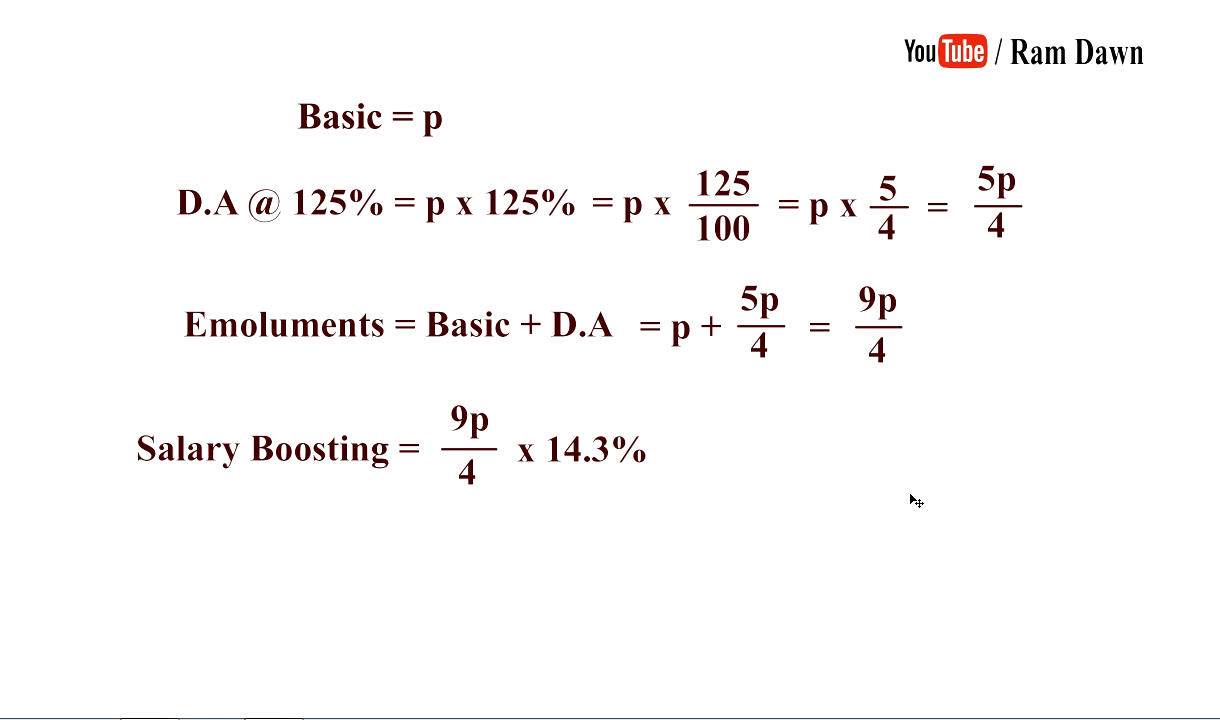 YouTube / Ram Dawn
Basic = p
D.A @ 125% = p x 125% = p x 125/100 = p x 5/4 = 5p/4
Emoluments = Basic + D.A = p + 5p/4 = 9p/4
Salary Boosting = 9p/4 x 14.3%